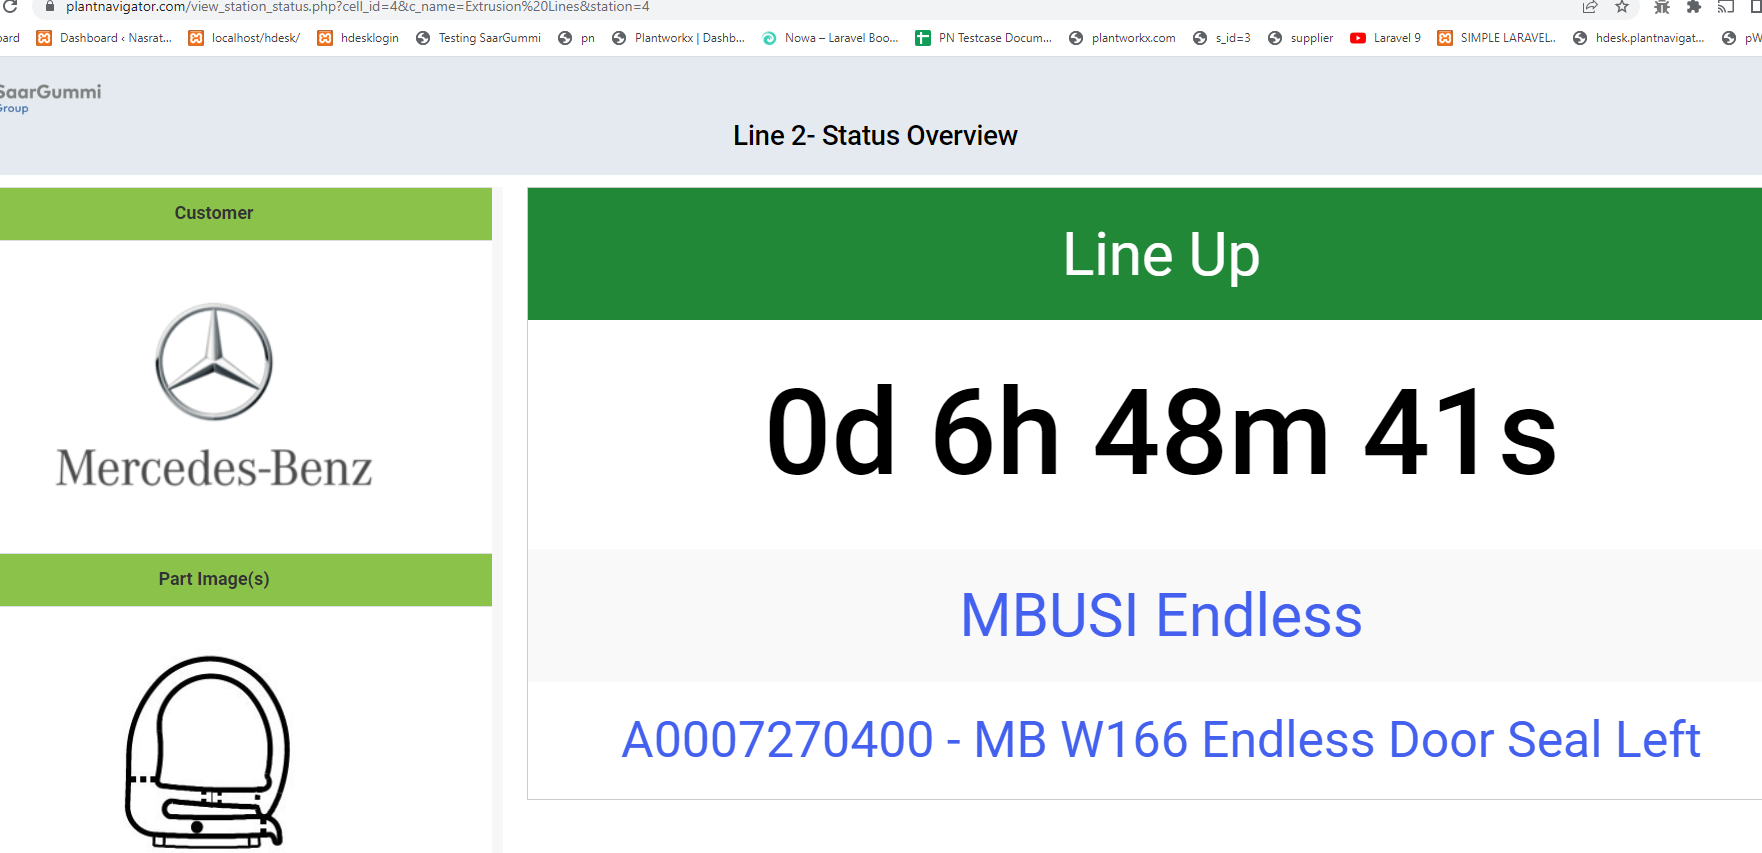 plantnavigator.com/view_station_status.php?cell_id=4&c_name=Extrusion%20Lines&station=4
Dashboard ‹ Nasrat... localhost/hdesk/ hdesklogin Testing SaarGummi pn Plantworkx | Dashb... Nowa – Laravel Boo... PN Testcase Docum... plantworkx.com s_id=3 supplier Laravel 9 SIMPLE LARAVEL.. hdesk.plantnavigat...
SaarGummi
Group
Line 2- Status Overview
Customer
Mercedes-Benz
Part Image(s)
Line Up
0d 6h 48m 41s
MBUSI Endless
A0007270400 - MB W166 Endless Door Seal Left